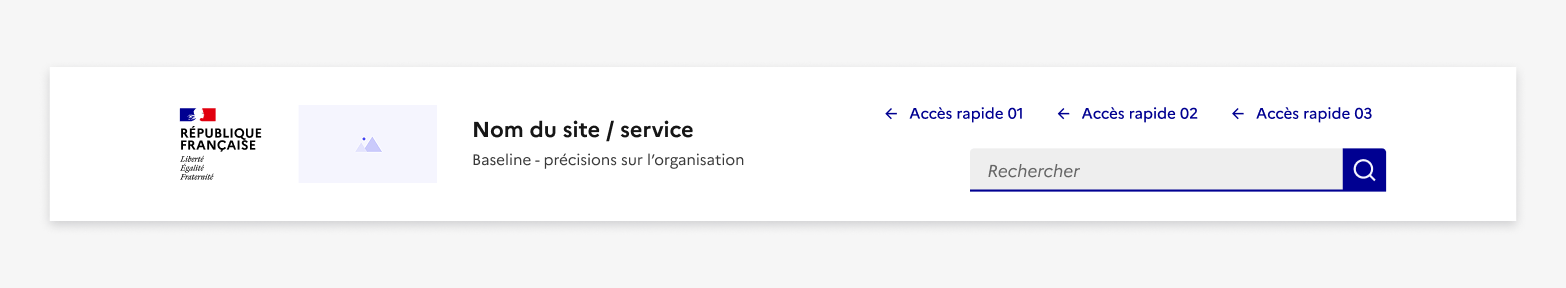 RÉPUBLIQUE
FRANÇAISE
Liberté
Égalité
Fraternité
Nom du site / service
Baseline - précisions sur l’organisation
Accès rapide 01
Accès rapide 02
Accès rapide 03
Rechercher